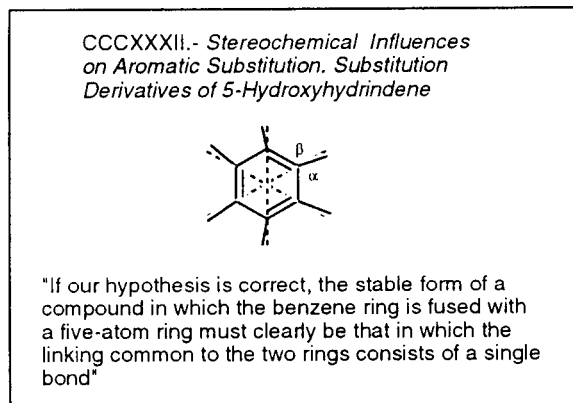 CCCXXXII.- Stereochemical Influences
on Aromatic Substitution. Substitution
Derivatives of 5-Hydroxyhydrindene
β
α
"If our hypothesis is correct, the stable form of a
compound in which the benzene ring is fused with
a five-atom ring must clearly be that in which the
linking common to the two rings consists of a single
bond"